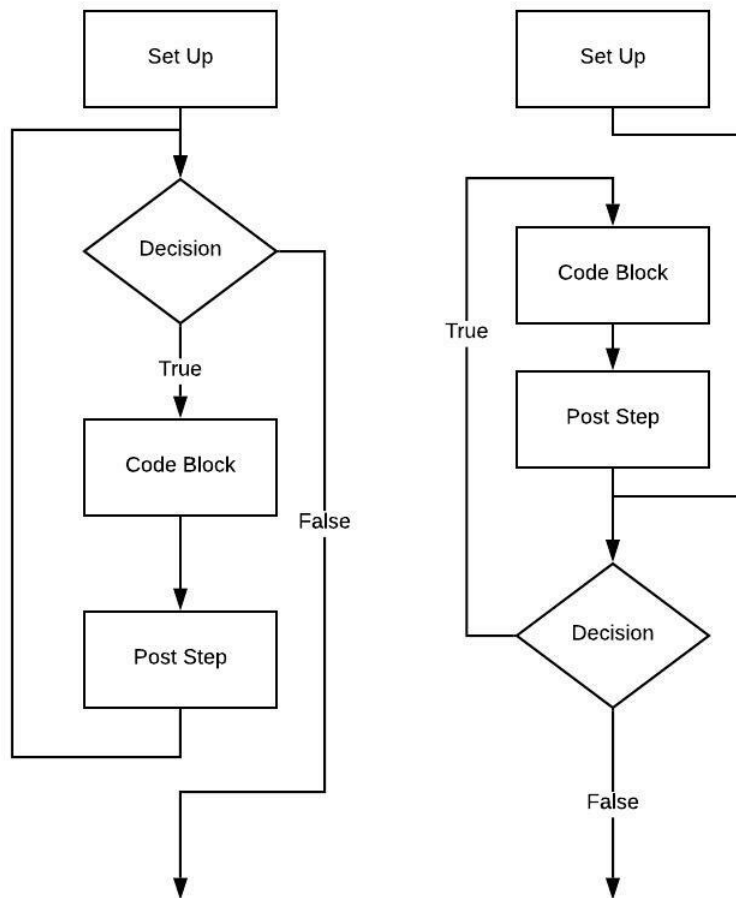 Set Up
Decision
True
Code Block
False
Post Step
Set Up
Code Block
True
Post Step
Decision
False